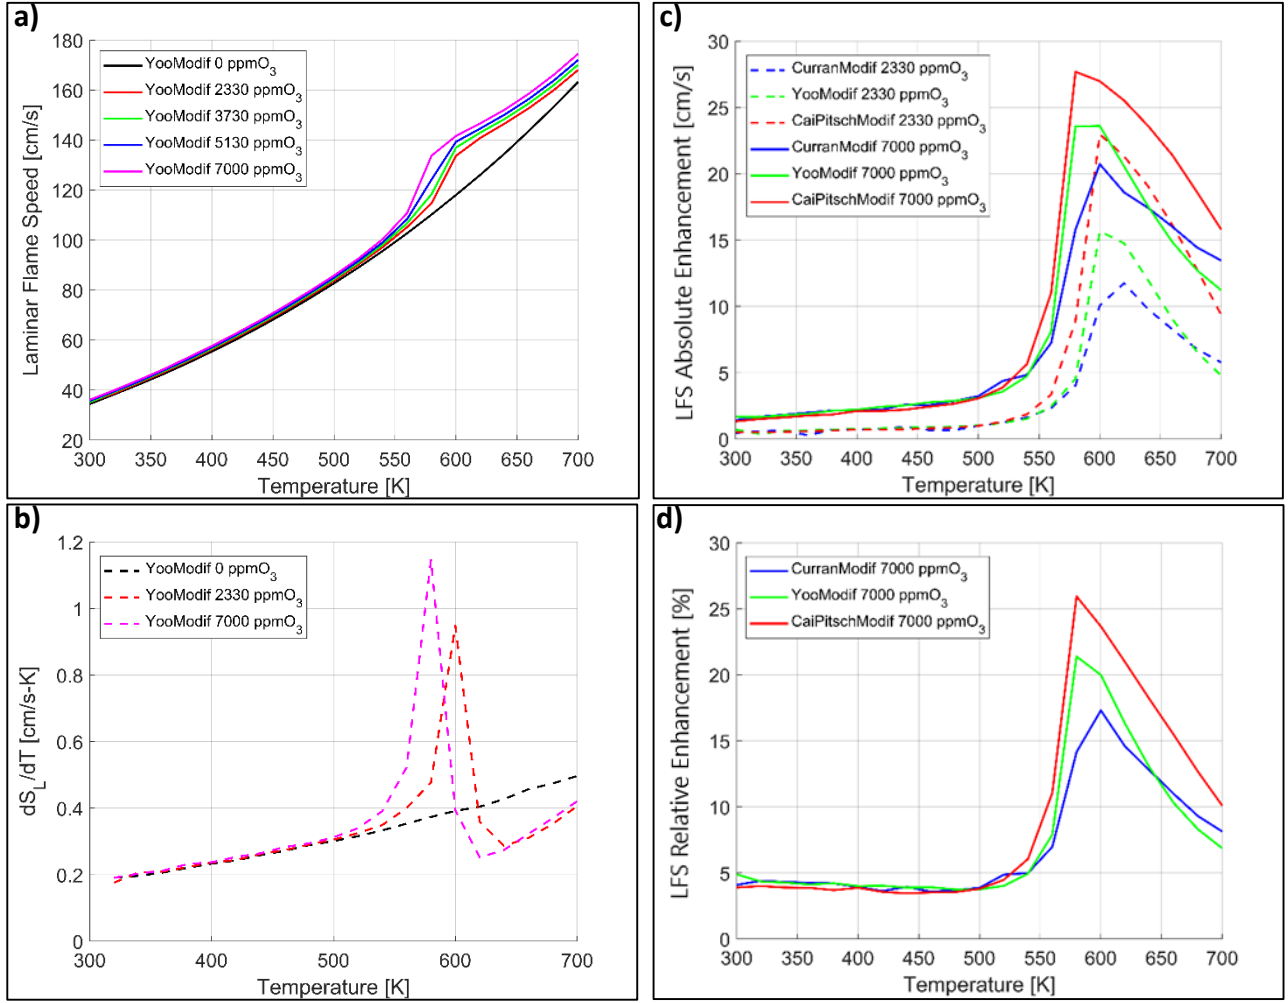 a)
180
160
140
120
100
80
60
40
20
Laminar Flame Speed [cm/s]
YooModif 0 ppmO3
YooModif 2330 ppmO3
YooModif 3730 ppmO3
YooModif 5130 ppmO3
YooModif 7000 ppmO3
300 350 400 450 500 550 600 650 700
Temperature [K]
b)
1.2
1
0.8
0.6
0.4
0.2
0
dSL/dT [cm/s-K]
YooModif 0 ppmO3
YooModif 2330 ppmO3
YooModif 7000 ppmO3
300 400 500 600 700
Temperature [K]
c)
30
25
20
15
10
5
0
LFS Absolute Enhancement [cm/s]
CurranModif 2330 ppmO3
YooModif 2330 ppmO3
CaiPitschModif 2330 ppmO3
CurranModif 7000 ppmO3
YooModif 7000 ppmO3
CaiPitschModif 7000 ppmO3
300 350 400 450 500 550 600 650 700
Temperature [K]
d)
30
25
20
15
10
5
0
LFS Relative Enhancement [%]
CurranModif 7000 ppmO3
YooModif 7000 ppmO3
CaiPitschModif 7000 ppmO3
300 350 400 450 500 550 600 650 700
Temperature [K]